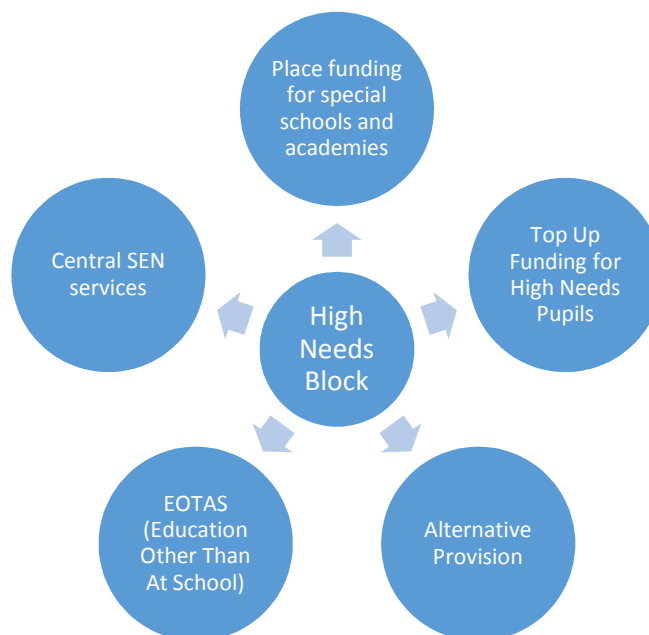 Place funding
for special
schools and
academies
Central SEN
services
Top Up
Funding for
High Needs
Pupils
High
Needs
Block
EOTAS
(Education
Other Than
At School)
Alternative
Provision